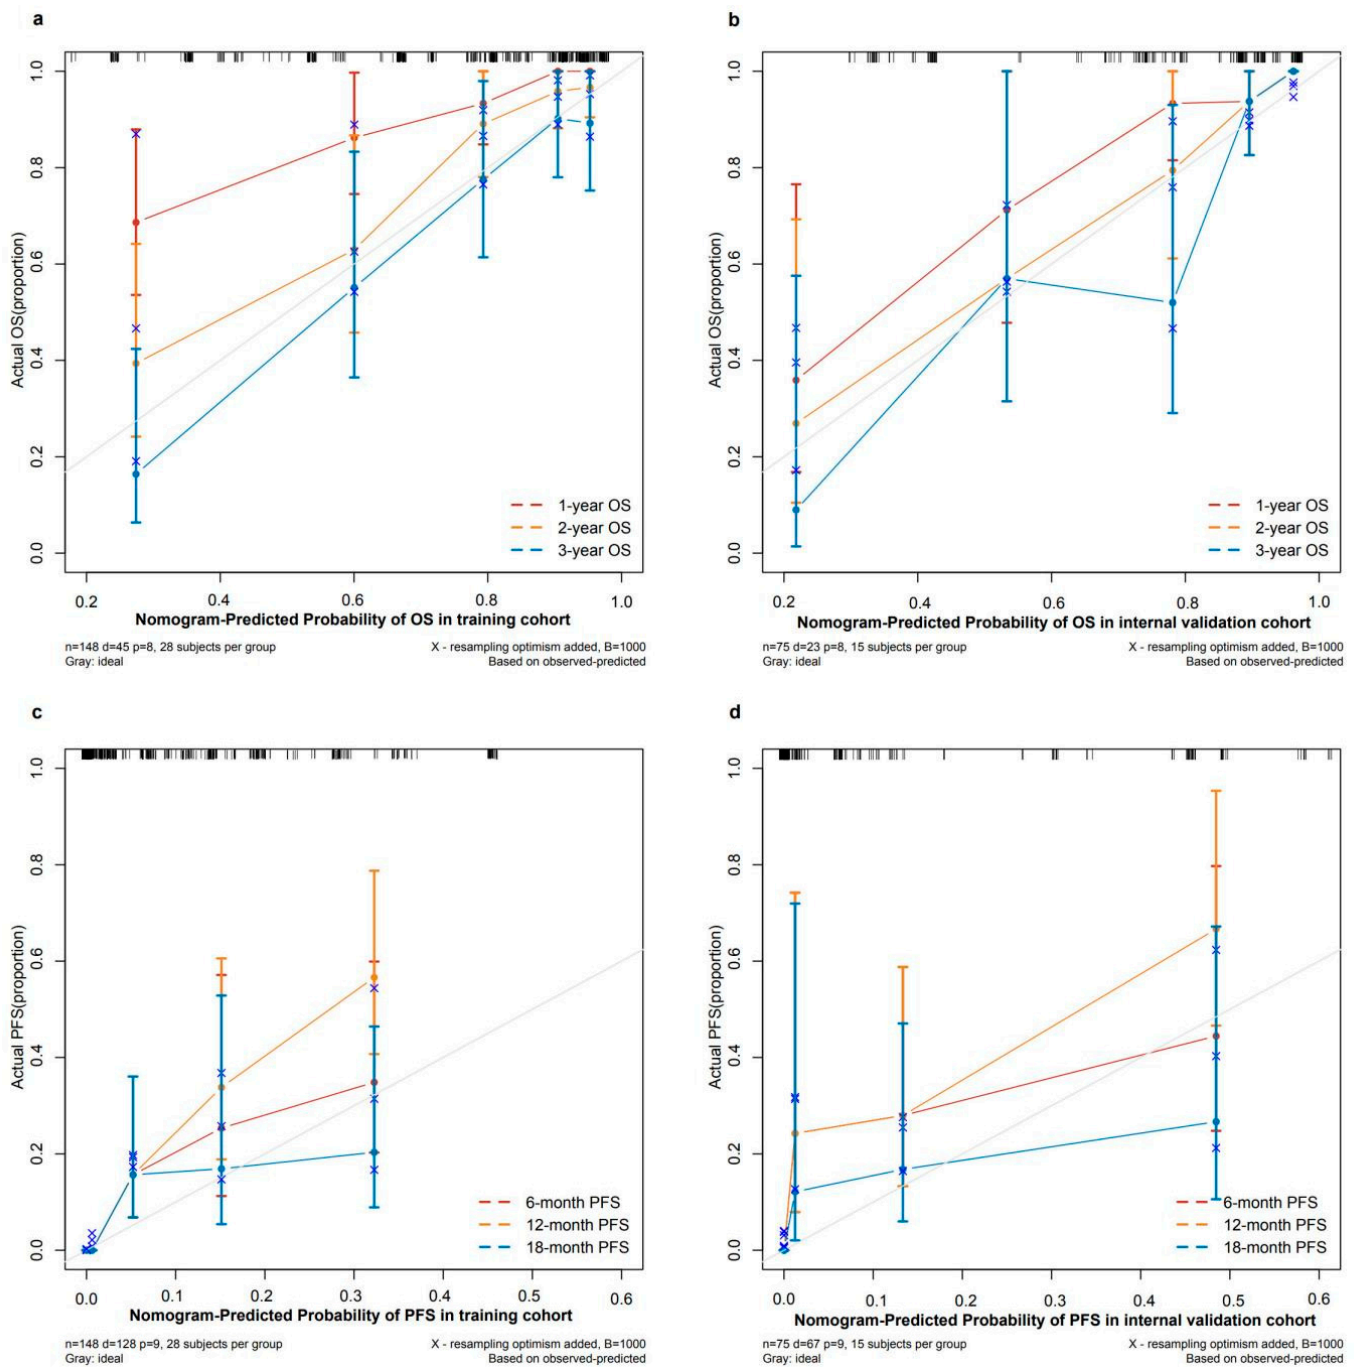 a
Actual OS(proportion)
1.0
0.8
0.6
0.4
0.2
0.0
1-year OS
2-year OS
3-year OS
0.2 0.4 0.6 0.8 1.0
Nomogram-Predicted Probability of OS in training cohort
n=148 d=45 p=8, 28 subjects per group X - resampling optimism added, B=1000
Gray: ideal Based on observed-predicted
b
Actual OS(proportion)
1.0
0.8
0.6
0.4
0.2
0.0
1-year OS
2-year OS
3-year OS
0.2 0.4 0.6 0.8 1.0
Nomogram-Predicted Probability of OS in internal validation cohort
n=75 d=23 p=8, 15 subjects per group X - resampling optimism added, B=1000
Gray: ideal Based on observed-predicted
c
Actual PFS(proportion)
1.0
0.8
0.6
0.4
0.2
0.0
6-month PFS
12-month PFS
18-month PFS
0.0 0.1 0.2 0.3 0.4 0.5 0.6
Nomogram-Predicted Probability of PFS in training cohort
n=148 d=128 p=9, 28 subjects per group X - resampling optimism added, B=1000
Gray: ideal Based on observed-predicted
d
Actual PFS(proportion)
1.0
0.8
0.6
0.4
0.2
0.0
6-month PFS
12-month PFS
18-month PFS
0.0 0.1 0.2 0.3 0.4 0.5 0.6
Nomogram-Predicted Probability of PFS in internal validation cohort
n=75 d=67 p=9, 15 subjects per group X - resampling optimism added, B=1000
Gray: ideal Based on observed-predicted